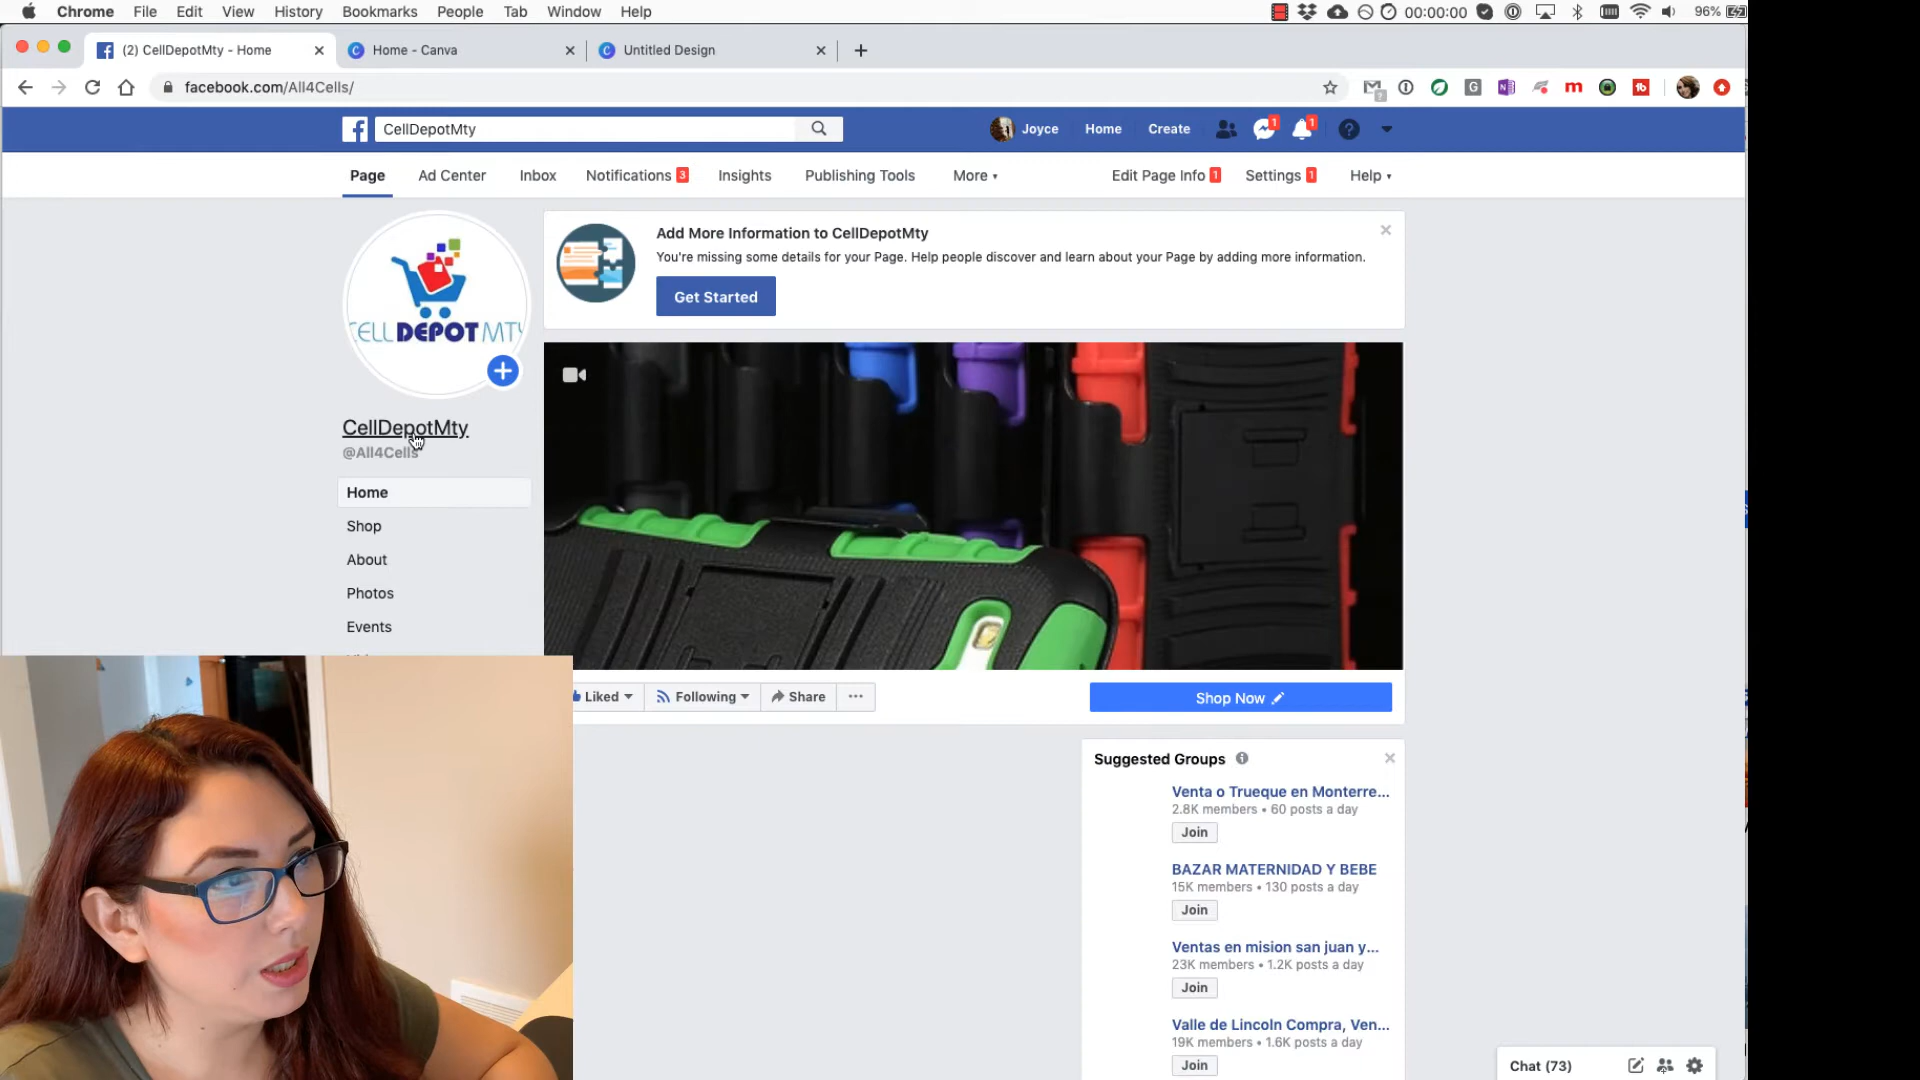 Chrome File Edit View History Bookmarks People Tab Window Help 00:00:00 96%
(2) CellDepotMty - Home Home - Canva Untitled Design
facebook.com/All4Cells/
CellDepotMty Joyce Home Create 1 1
Page Ad Center Inbox Notifications 3 Insights Publishing Tools More Edit Page Info 1 Settings 1 Help
Add More Information to CellDepotMty
You're missing some details for your Page. Help people discover and learn about your Page by adding more information.
Get Started
CELL DEPOT MTY
CellDepotMty
@All4Cells
Home
Shop
About
Photos
Events
Liked Following Share Shop Now
Suggested Groups
Venta o Trueque en Monterre...
2.8K members • 60 posts a day
Join
BAZAR MATERNIDAD Y BEBE
15K members • 130 posts a day
Join
Ventas en mision san juan y...
23K members • 1.2K posts a day
Join
Valle de Lincoln Compra, Ven...
19K members • 1.6K posts a day
Join
Chat (73)